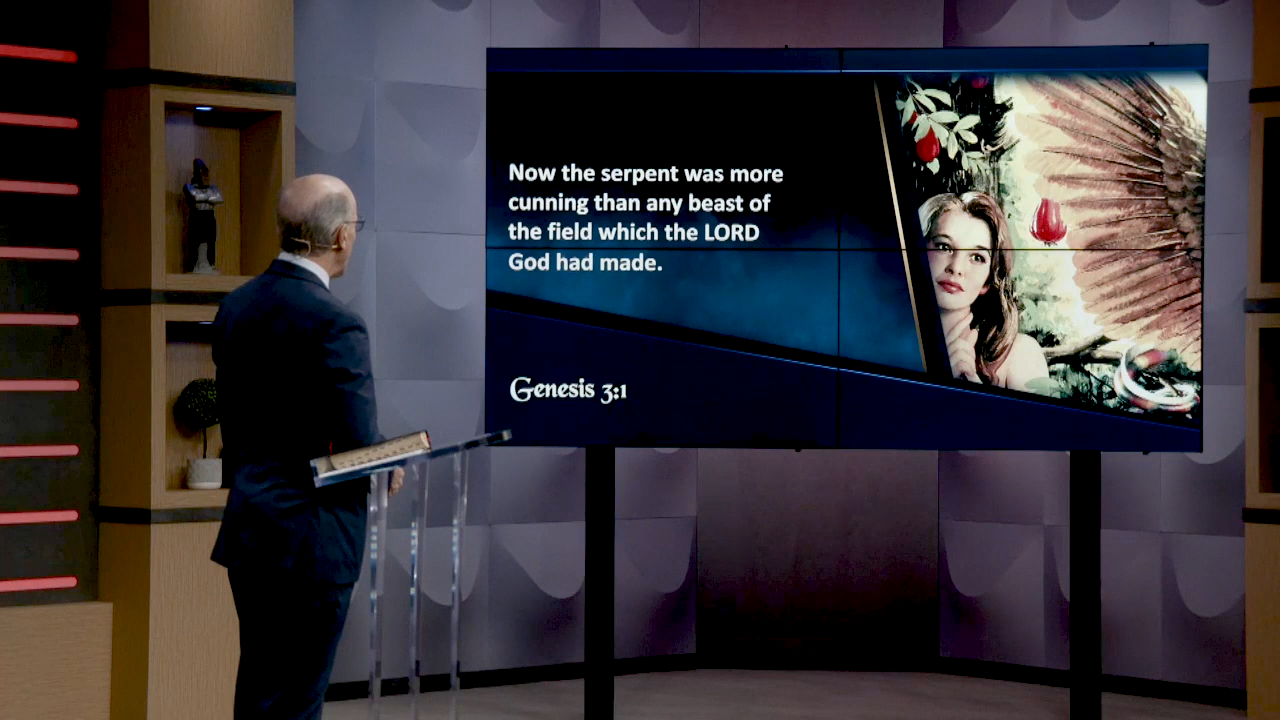 Now the serpent was more
cunning than any beast of
the field which the LORD
God had made.
Genesis 3:1